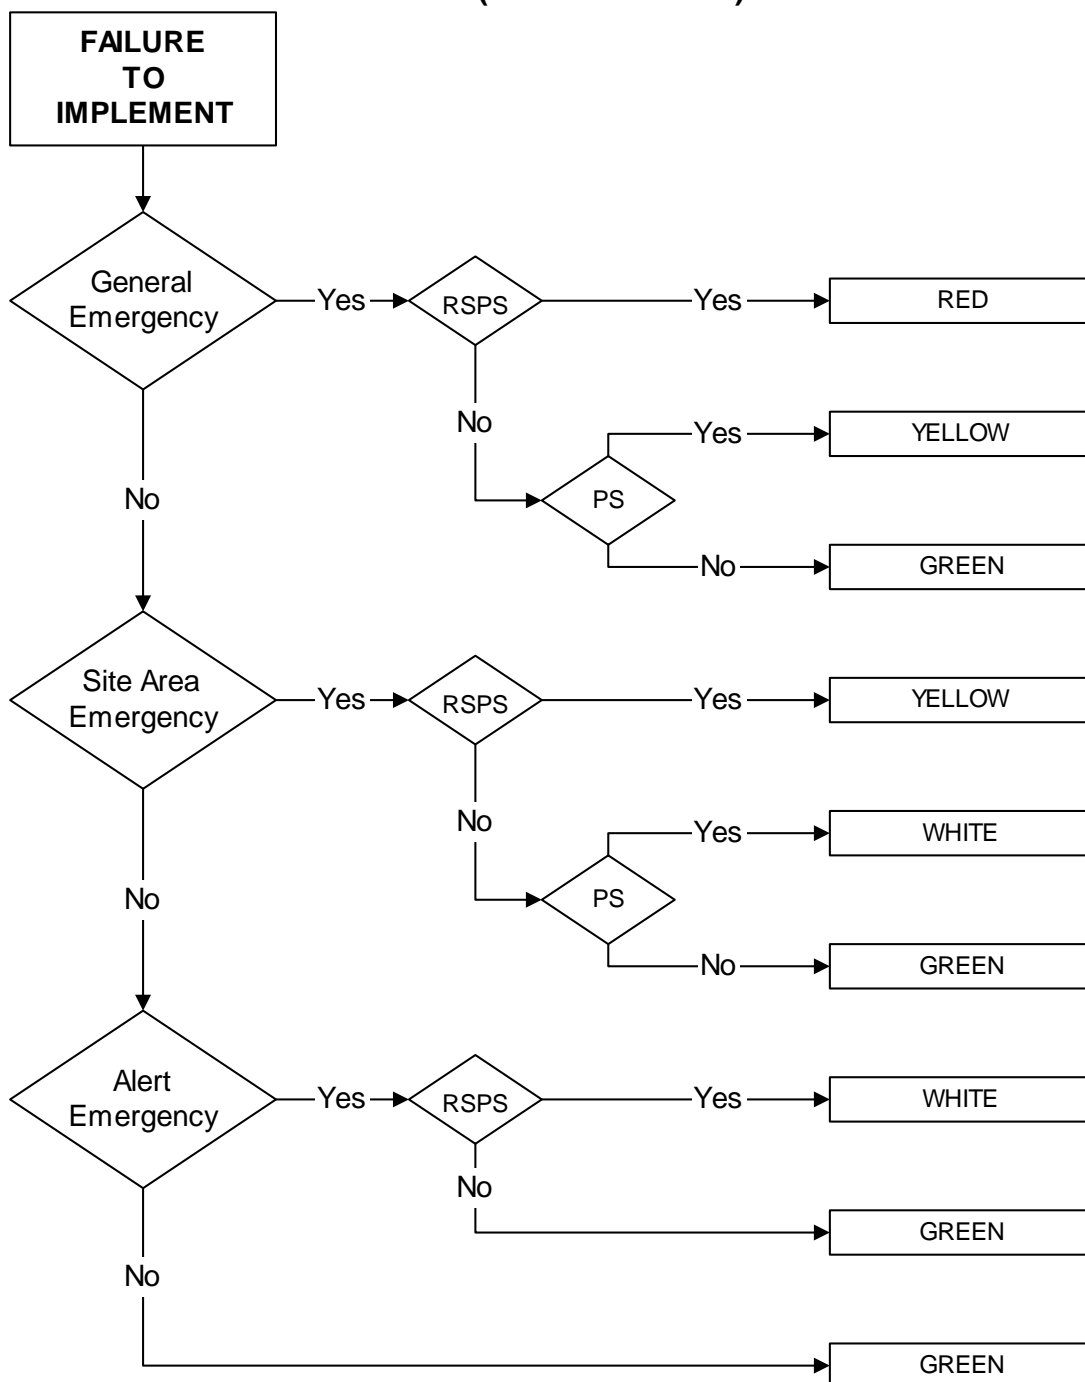 FAILURE
TO
IMPLEMENT
General
Emergency
Yes
RSPS
Yes
RED
No
Yes
YELLOW
PS
No
No
GREEN
Site Area
Emergency
Yes
RSPS
Yes
YELLOW
No
Yes
WHITE
PS
No
No
GREEN
Alert
Emergency
Yes
RSPS
Yes
WHITE
No
GREEN
No
GREEN